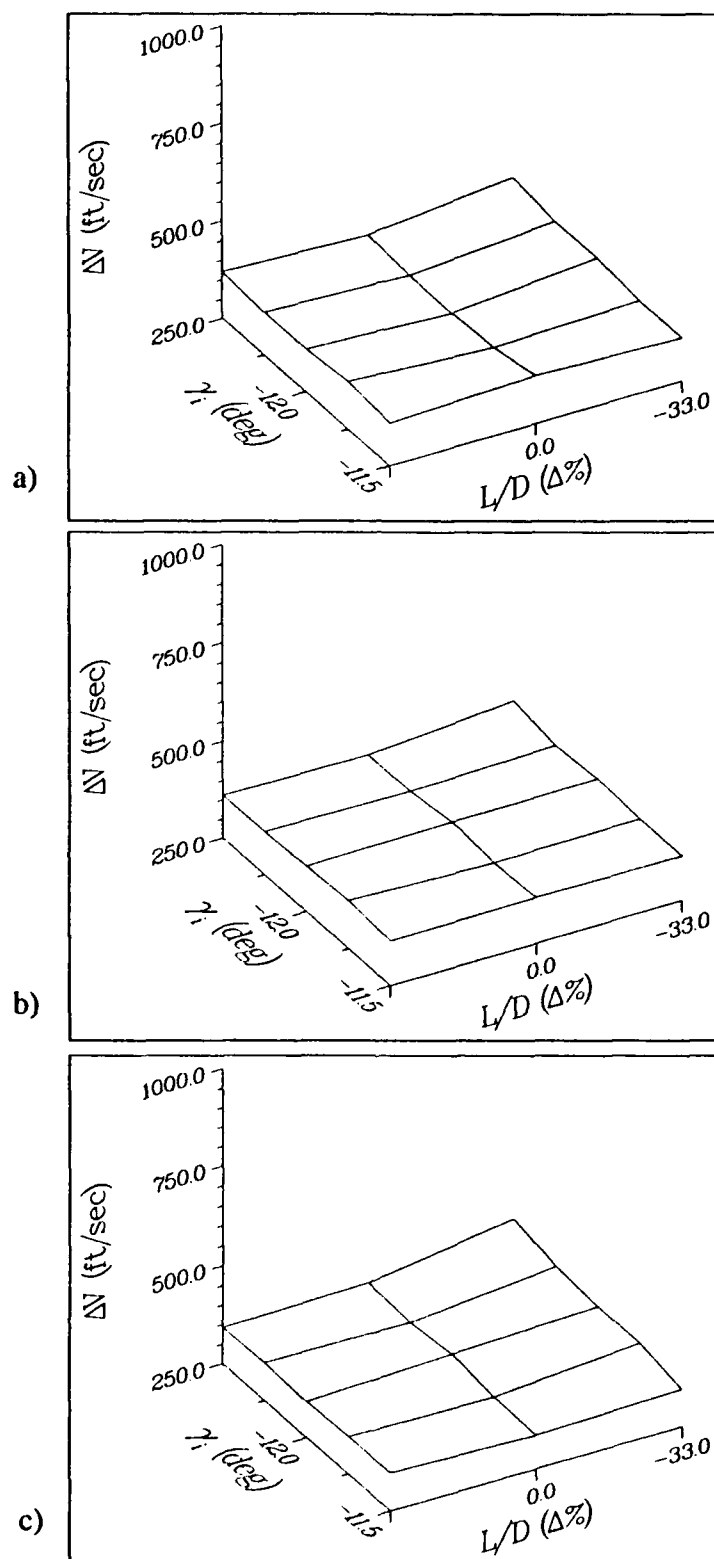 1000.0
750.0
500.0
250.0
ΔV (ft/sec)
γi (deg)
-12.0
-11.5
L/D (Δ%)
0.0
-33.0
a)
1000.0
750.0
500.0
250.0
ΔV (ft/sec)
γi (deg)
-12.0
-11.5
L/D (Δ%)
0.0
-33.0
b)
1000.0
750.0
500.0
250.0
ΔV (ft/sec)
γi (deg)
-12.0
-11.5
L/D (Δ%)
0.0
-33.0
c)